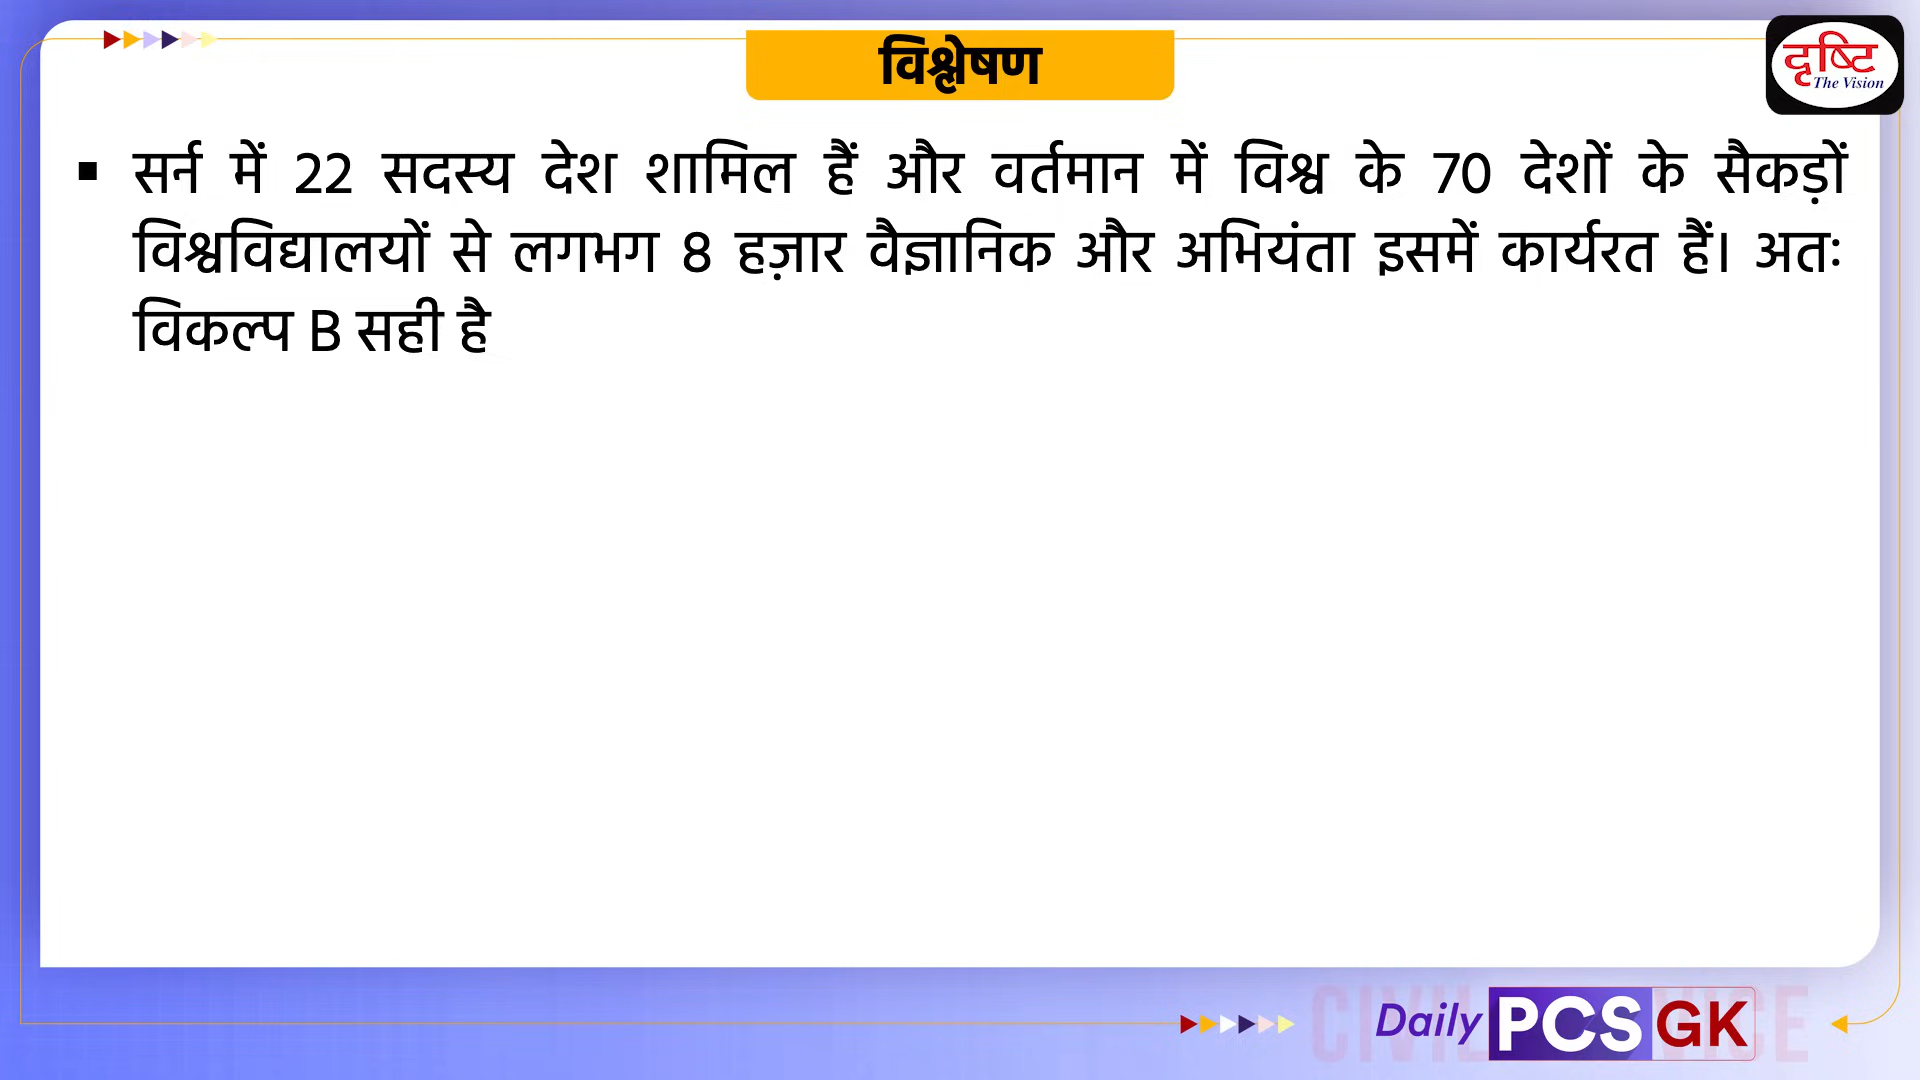 विश्लेषण
दृष्टि
The Vision
▪ सर्न में 22 सदस्य देश शामिल हैं और वर्तमान में विश्व के 70 देशों के सैकड़ों
विश्वविद्यालयों से लगभग 8 हज़ार वैज्ञानिक और अभियंता इसमें कार्यरत हैं। अतः
विकल्प B सही है
Daily PCS GK